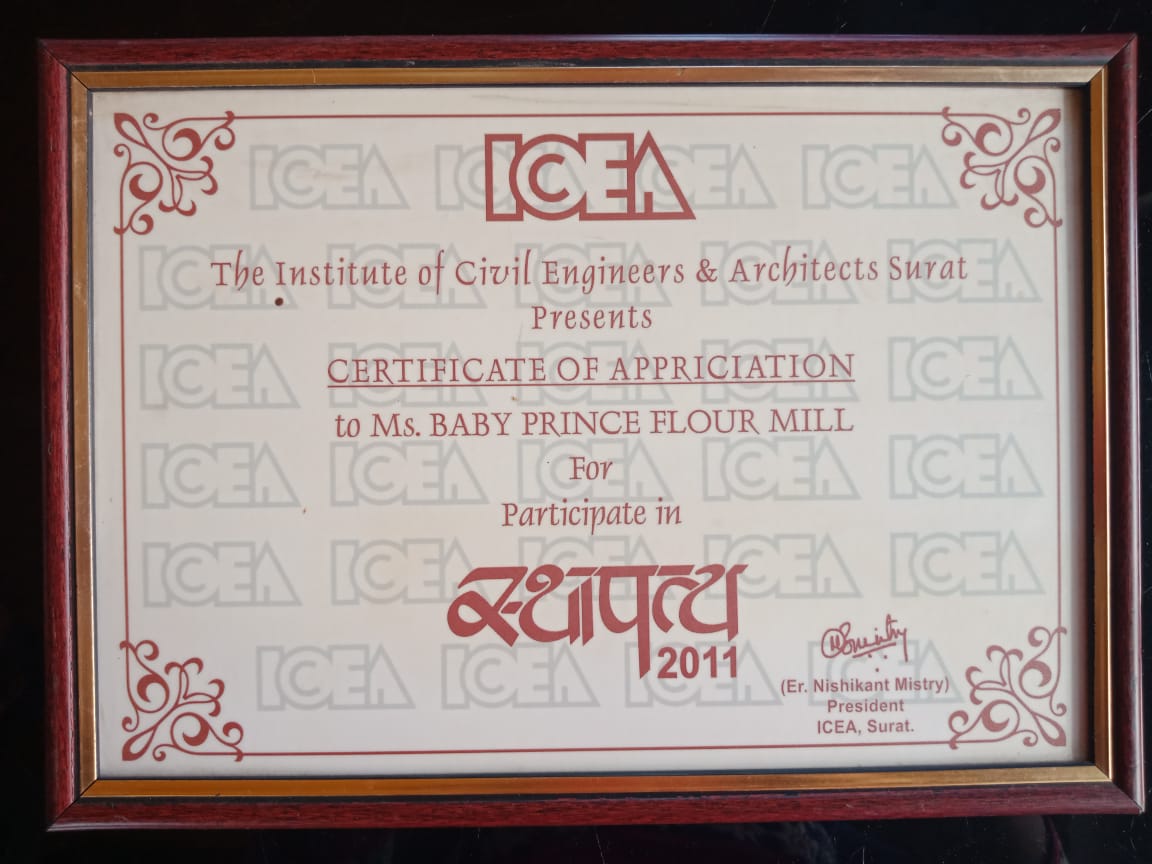 ICEA
The Institute of Civil Engineers & Architects Surat
Presents
CERTIFICATE OF APPRICIATION
to Ms. BABY PRINCE FLOUR MILL
For
Participate in
स्थापत्य
2011
(Er. Nishikant Mistry)
President
ICEA, Surat.